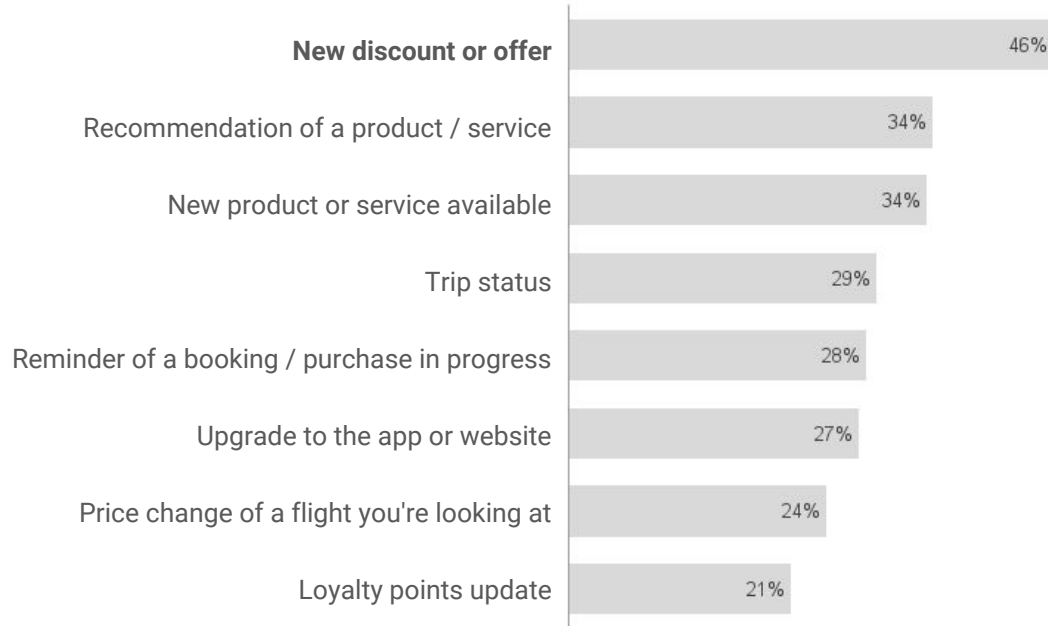 New discount or offer 46%
Recommendation of a product / service 34%
New product or service available 34%
Trip status 29%
Reminder of a booking / purchase in progress 28%
Upgrade to the app or website 27%
Price change of a flight you're looking at 24%
Loyalty points update 21%